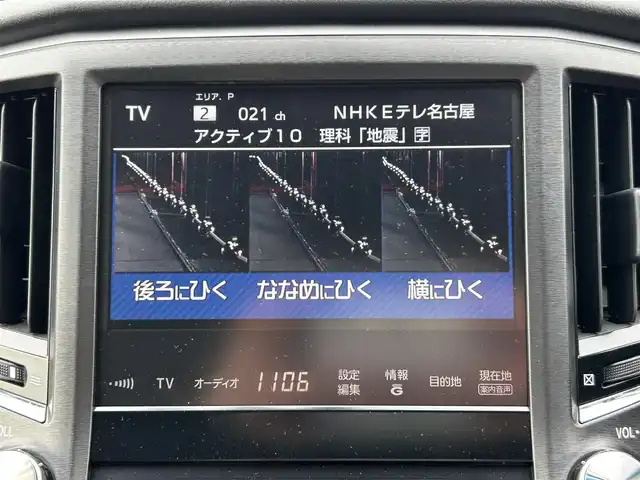 エリア. P
TV 2 021 ch NHKEテレ名古屋
アクティブ10 理科「地震」字
後ろにひく ななめにひく 横にひく
TV オーディオ 1106 設定 編集 情報 G 目的地 現在地 案内音声
OLL
VOL-